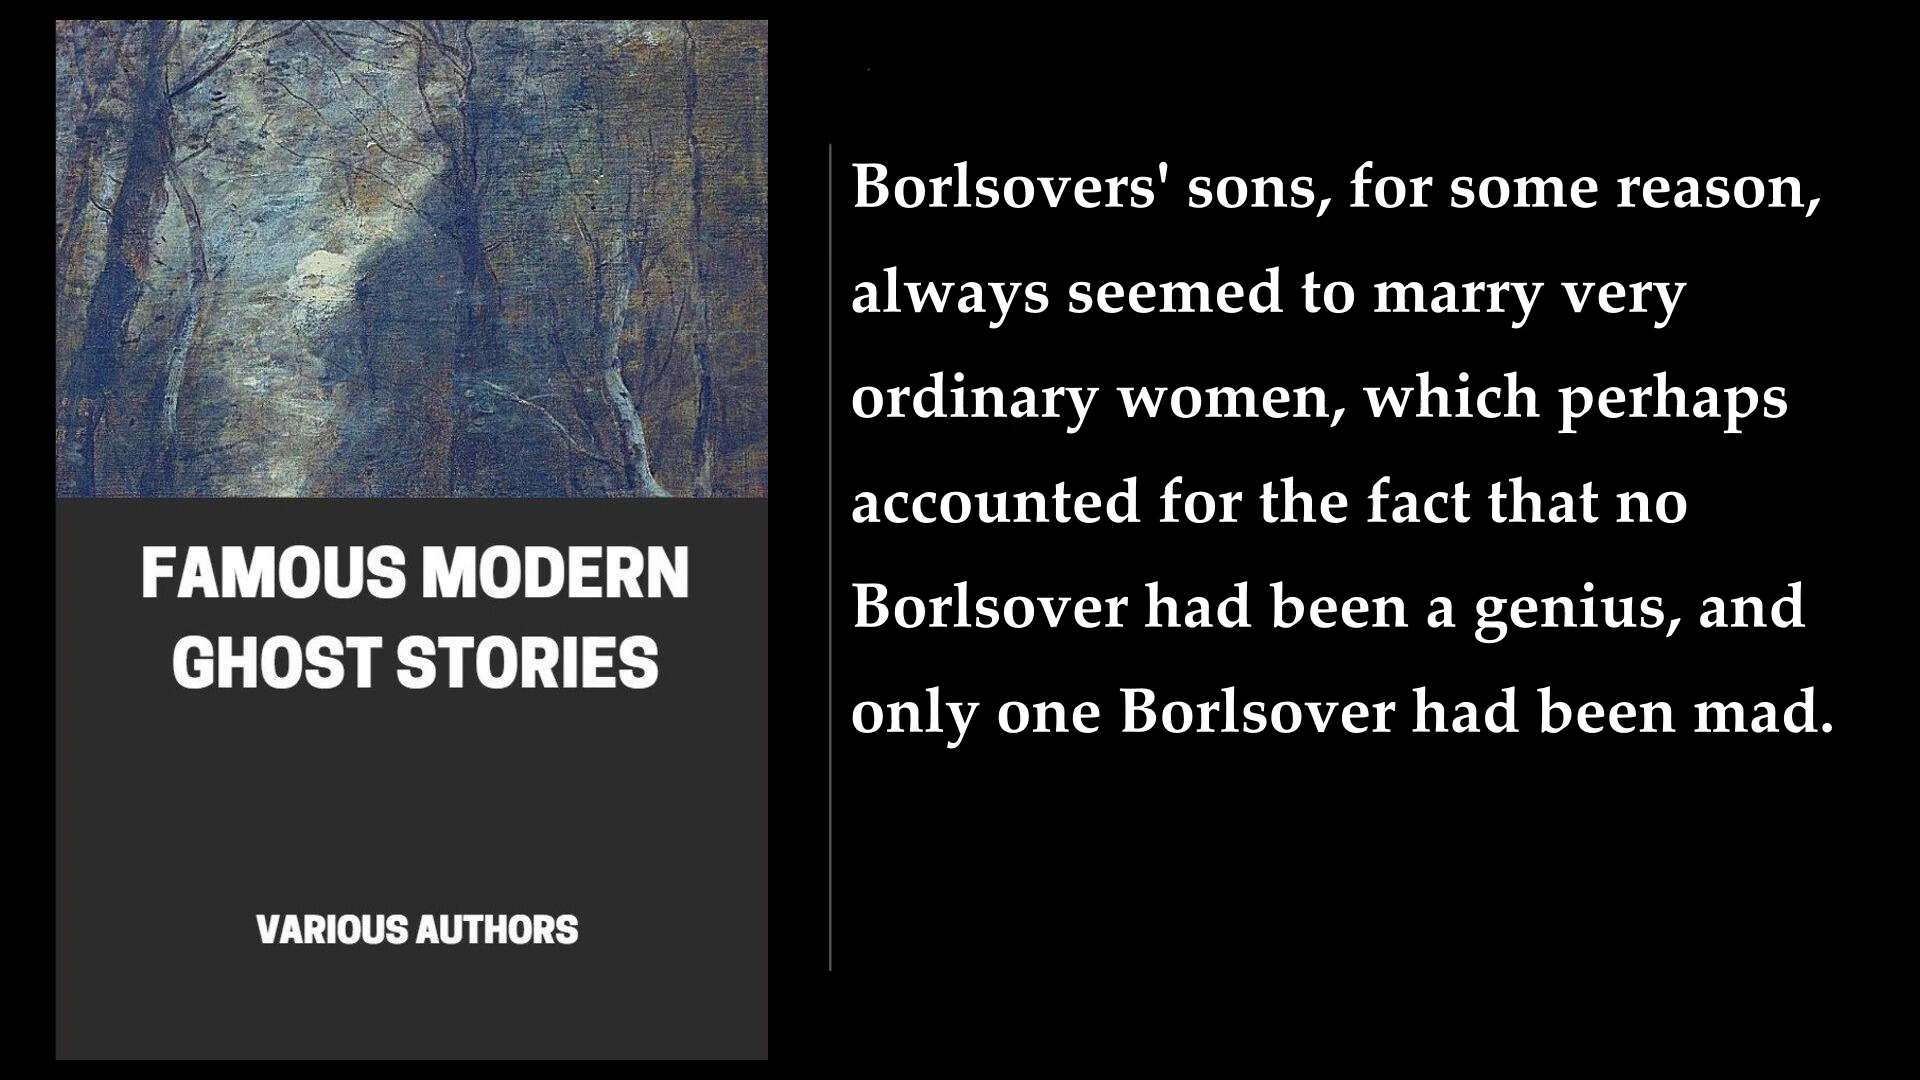 FAMOUS MODERN
GHOST STORIES
VARIOUS AUTHORS
Borlsovers' sons, for some reason,
always seemed to marry very
ordinary women, which perhaps
accounted for the fact that no
Borlsover had been a genius, and
only one Borlsover had been mad.